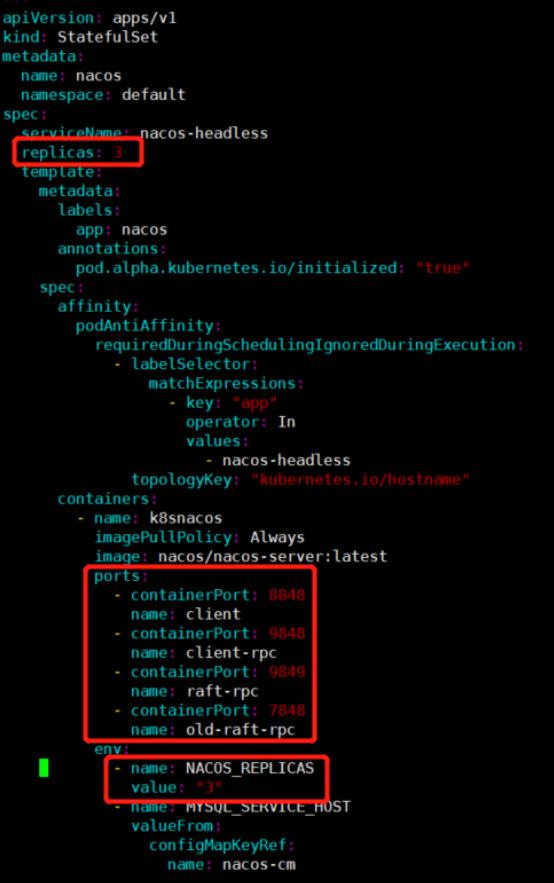 apiVersion: apps/v1
kind: StatefulSet
metadata:
  name: nacos
  namespace: default
spec:
  serviceName: nacos-headless
  replicas: 3
  template:
    metadata:
      labels:
        app: nacos
      annotations:
        pod.alpha.kubernetes.io/initialized: "true"
    spec:
      affinity:
        podAntiAffinity:
          requiredDuringSchedulingIgnoredDuringExecution:
            - labelSelector:
                matchExpressions:
                  - key: "app"
                    operator: In
                    values:
                      - nacos-headless
              topologyKey: "kubernetes.io/hostname"
      containers:
        - name: k8snacos
          imagePullPolicy: Always
          image: nacos/nacos-server:latest
          ports:
            - containerPort: 8848
              name: client
            - containerPort: 9848
              name: client-rpc
            - containerPort: 9849
              name: raft-rpc
            - containerPort: 7848
              name: old-raft-rpc
          env:
            - name: NACOS_REPLICAS
              value: "3"
            - name: MYSQL_SERVICE_HOST
              valueFrom:
                configMapKeyRef:
                  name: nacos-cm